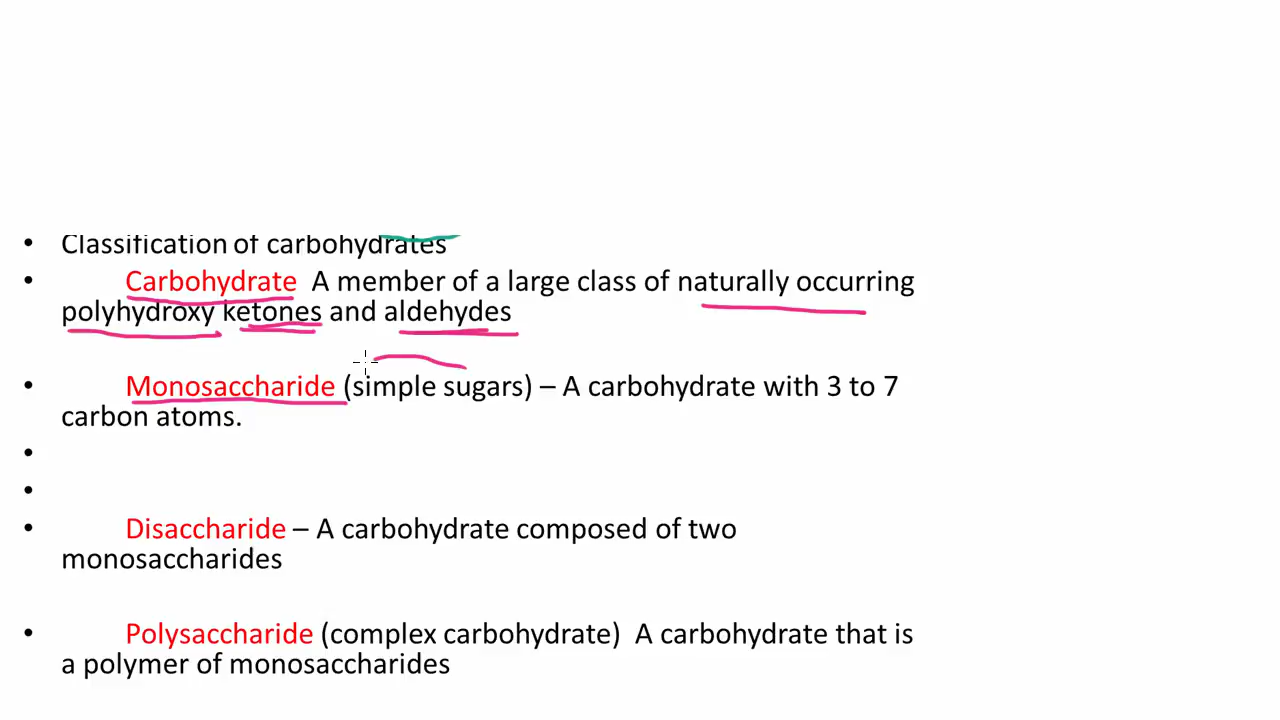 • Classification of carbohydrates
• Carbohydrate A member of a large class of naturally occurring
polyhydroxy ketones and aldehydes
• Monosaccharide (simple sugars) – A carbohydrate with 3 to 7
carbon atoms.
•
•
• Disaccharide – A carbohydrate composed of two
monosaccharides
• Polysaccharide (complex carbohydrate) A carbohydrate that is
a polymer of monosaccharides